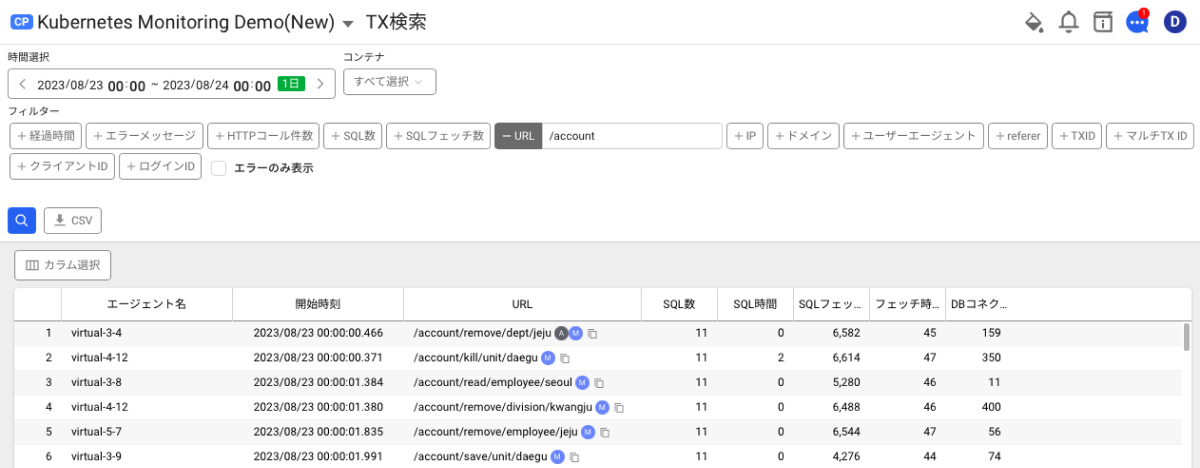 CP Kubernetes Monitoring Demo(New) TX検索 1 D
時間選択 コンテナ
2023/08/23 00:00 ~ 2023/08/24 00:00 1日 すべて選択
フィルター
+ 経過時間 + エラーメッセージ + HTTPコール件数 + SQL数 + SQLフェッチ数 − URL /account + IP + ドメイン + ユーザーエージェント + referer + TXID + マルチTX ID
+ クライアントID + ログインID エラーのみ表示
CSV
カラム選択
エージェント名 開始時刻 URL SQL数 SQL時間 SQLフェッ... フェッチ時... DBコネク...
1 virtual-3-4 2023/08/23 00:00:00.466 /account/remove/dept/jeju A M 11 0 6,582 45 159
2 virtual-4-12 2023/08/23 00:00:00.371 /account/kill/unit/daegu M 11 2 6,614 47 350
3 virtual-3-8 2023/08/23 00:00:01.384 /account/read/employee/seoul M 11 0 5,280 46 11
4 virtual-4-12 2023/08/23 00:00:01.380 /account/remove/division/kwangju M 11 0 6,488 46 400
5 virtual-5-7 2023/08/23 00:00:01.835 /account/remove/employee/jeju M 11 0 6,544 47 56
6 virtual-3-9 2023/08/23 00:00:01.991 /account/save/unit/daegu M 11 0 4,276 44 74